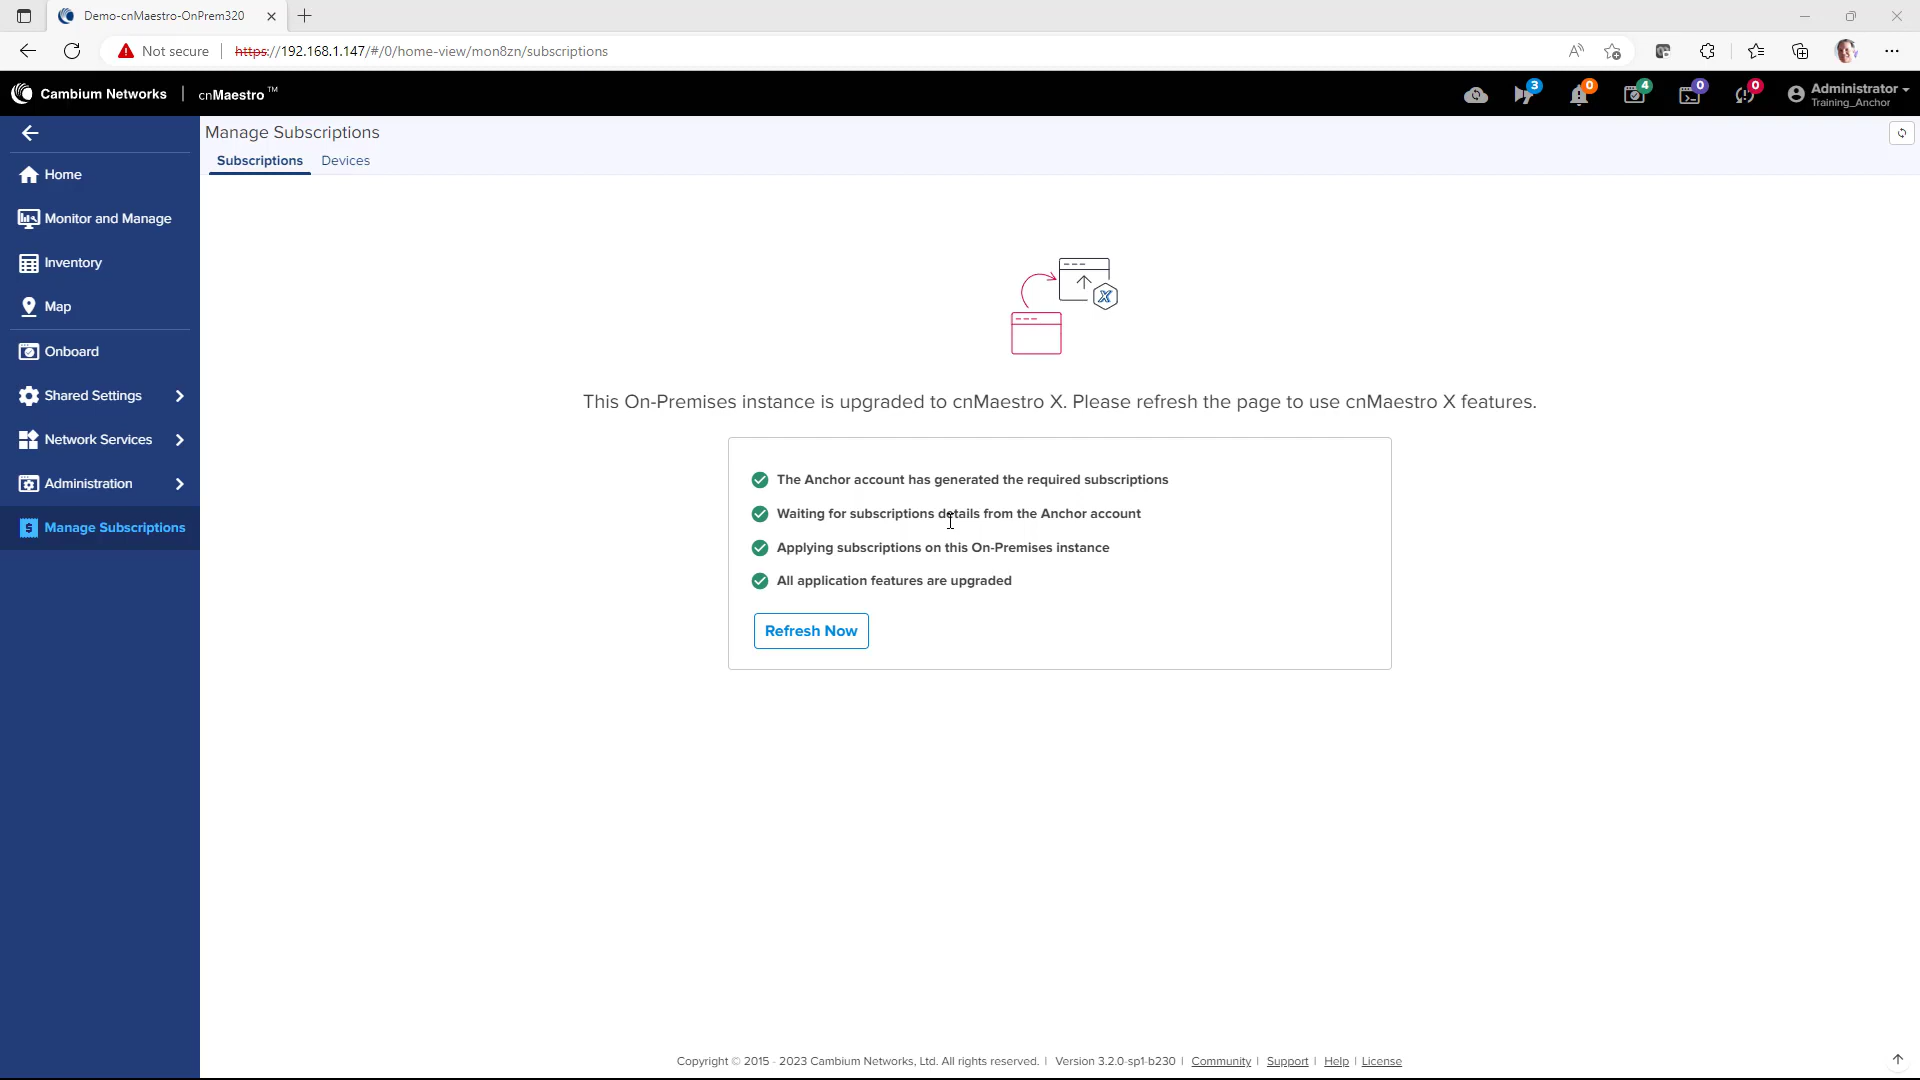 Demo-cnMaestro-OnPrem320
Not secure
https://192.168.1.147/#/0/home-view/mon8zn/subscriptions
Cambium Networks | cnMaestro™
3
0
4
0
0
Administrator
Training_Anchor
Manage Subscriptions
Subscriptions
Devices
Home
Monitor and Manage
Inventory
Map
Onboard
Shared Settings
Network Services
Administration
Manage Subscriptions
This On-Premises instance is upgraded to cnMaestro X. Please refresh the page to use cnMaestro X features.
The Anchor account has generated the required subscriptions
Waiting for subscriptions details from the Anchor account
Applying subscriptions on this On-Premises instance
All application features are upgraded
Refresh Now
Copyright © 2015 - 2023 Cambium Networks, Ltd. All rights reserved. | Version 3.2.0-sp1-b230 | Community | Support | Help | License